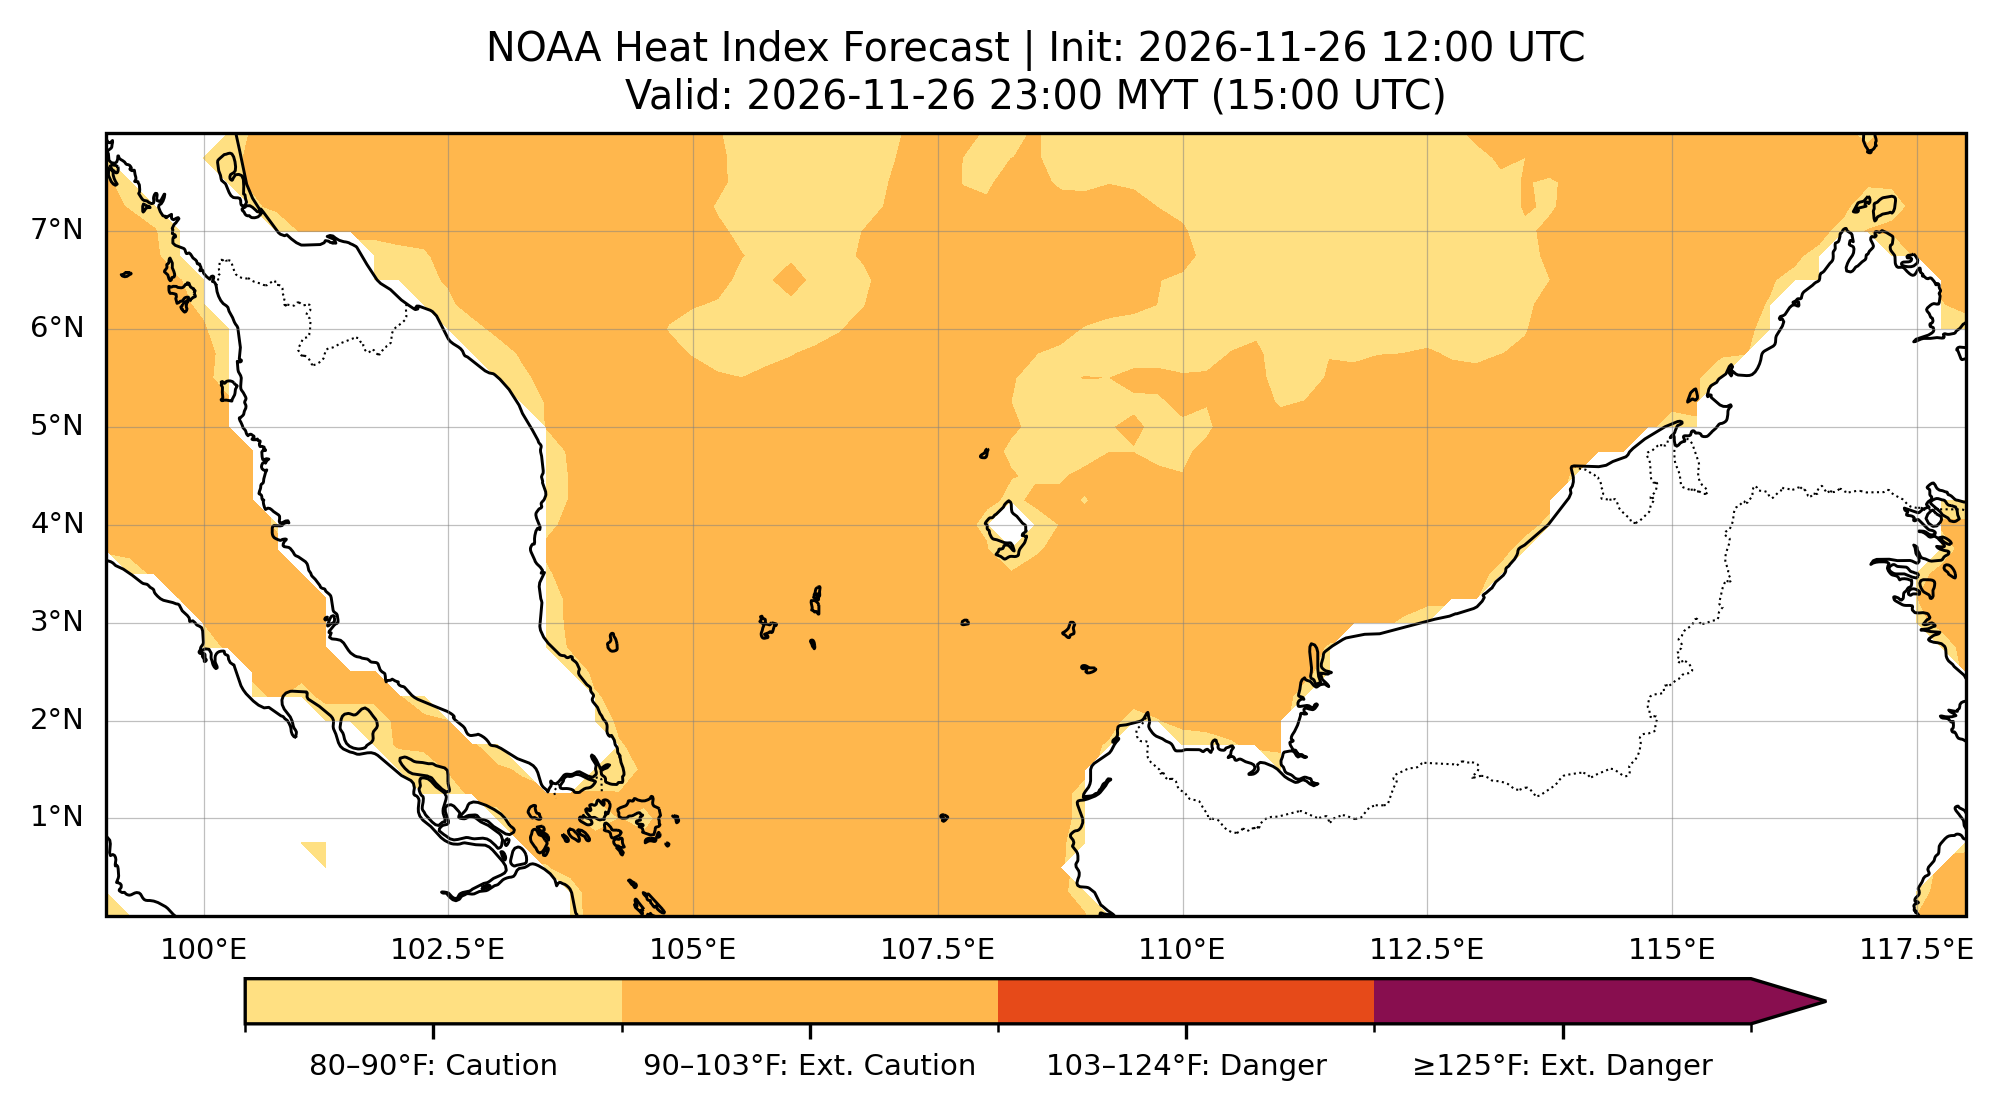 NOAA Heat Index Forecast | Init: 2026-11-26 12:00 UTC
Valid: 2026-11-26 23:00 MYT (15:00 UTC)
7°N
6°N
5°N
4°N
3°N
2°N
1°N
100°E 102.5°E 105°E 107.5°E 110°E 112.5°E 115°E 117.5°E
80–90°F: Caution 90–103°F: Ext. Caution 103–124°F: Danger ≥125°F: Ext. Danger